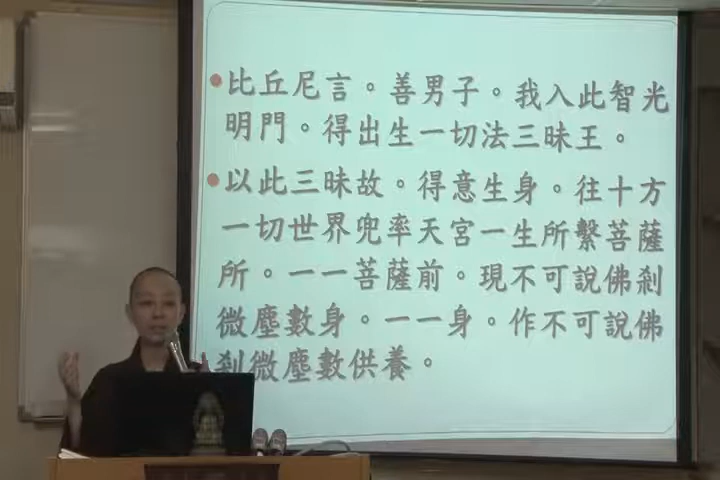 比丘尼言。善男子。我入此智光
明門。得出生一切法三昧王。
以此三昧故。得意生身。往十方
一切世界兜率天宮一生所繫菩薩
所。一一菩薩前。現不可說佛剎
微塵數身。一一身。作不可說佛
剎微塵數供養。